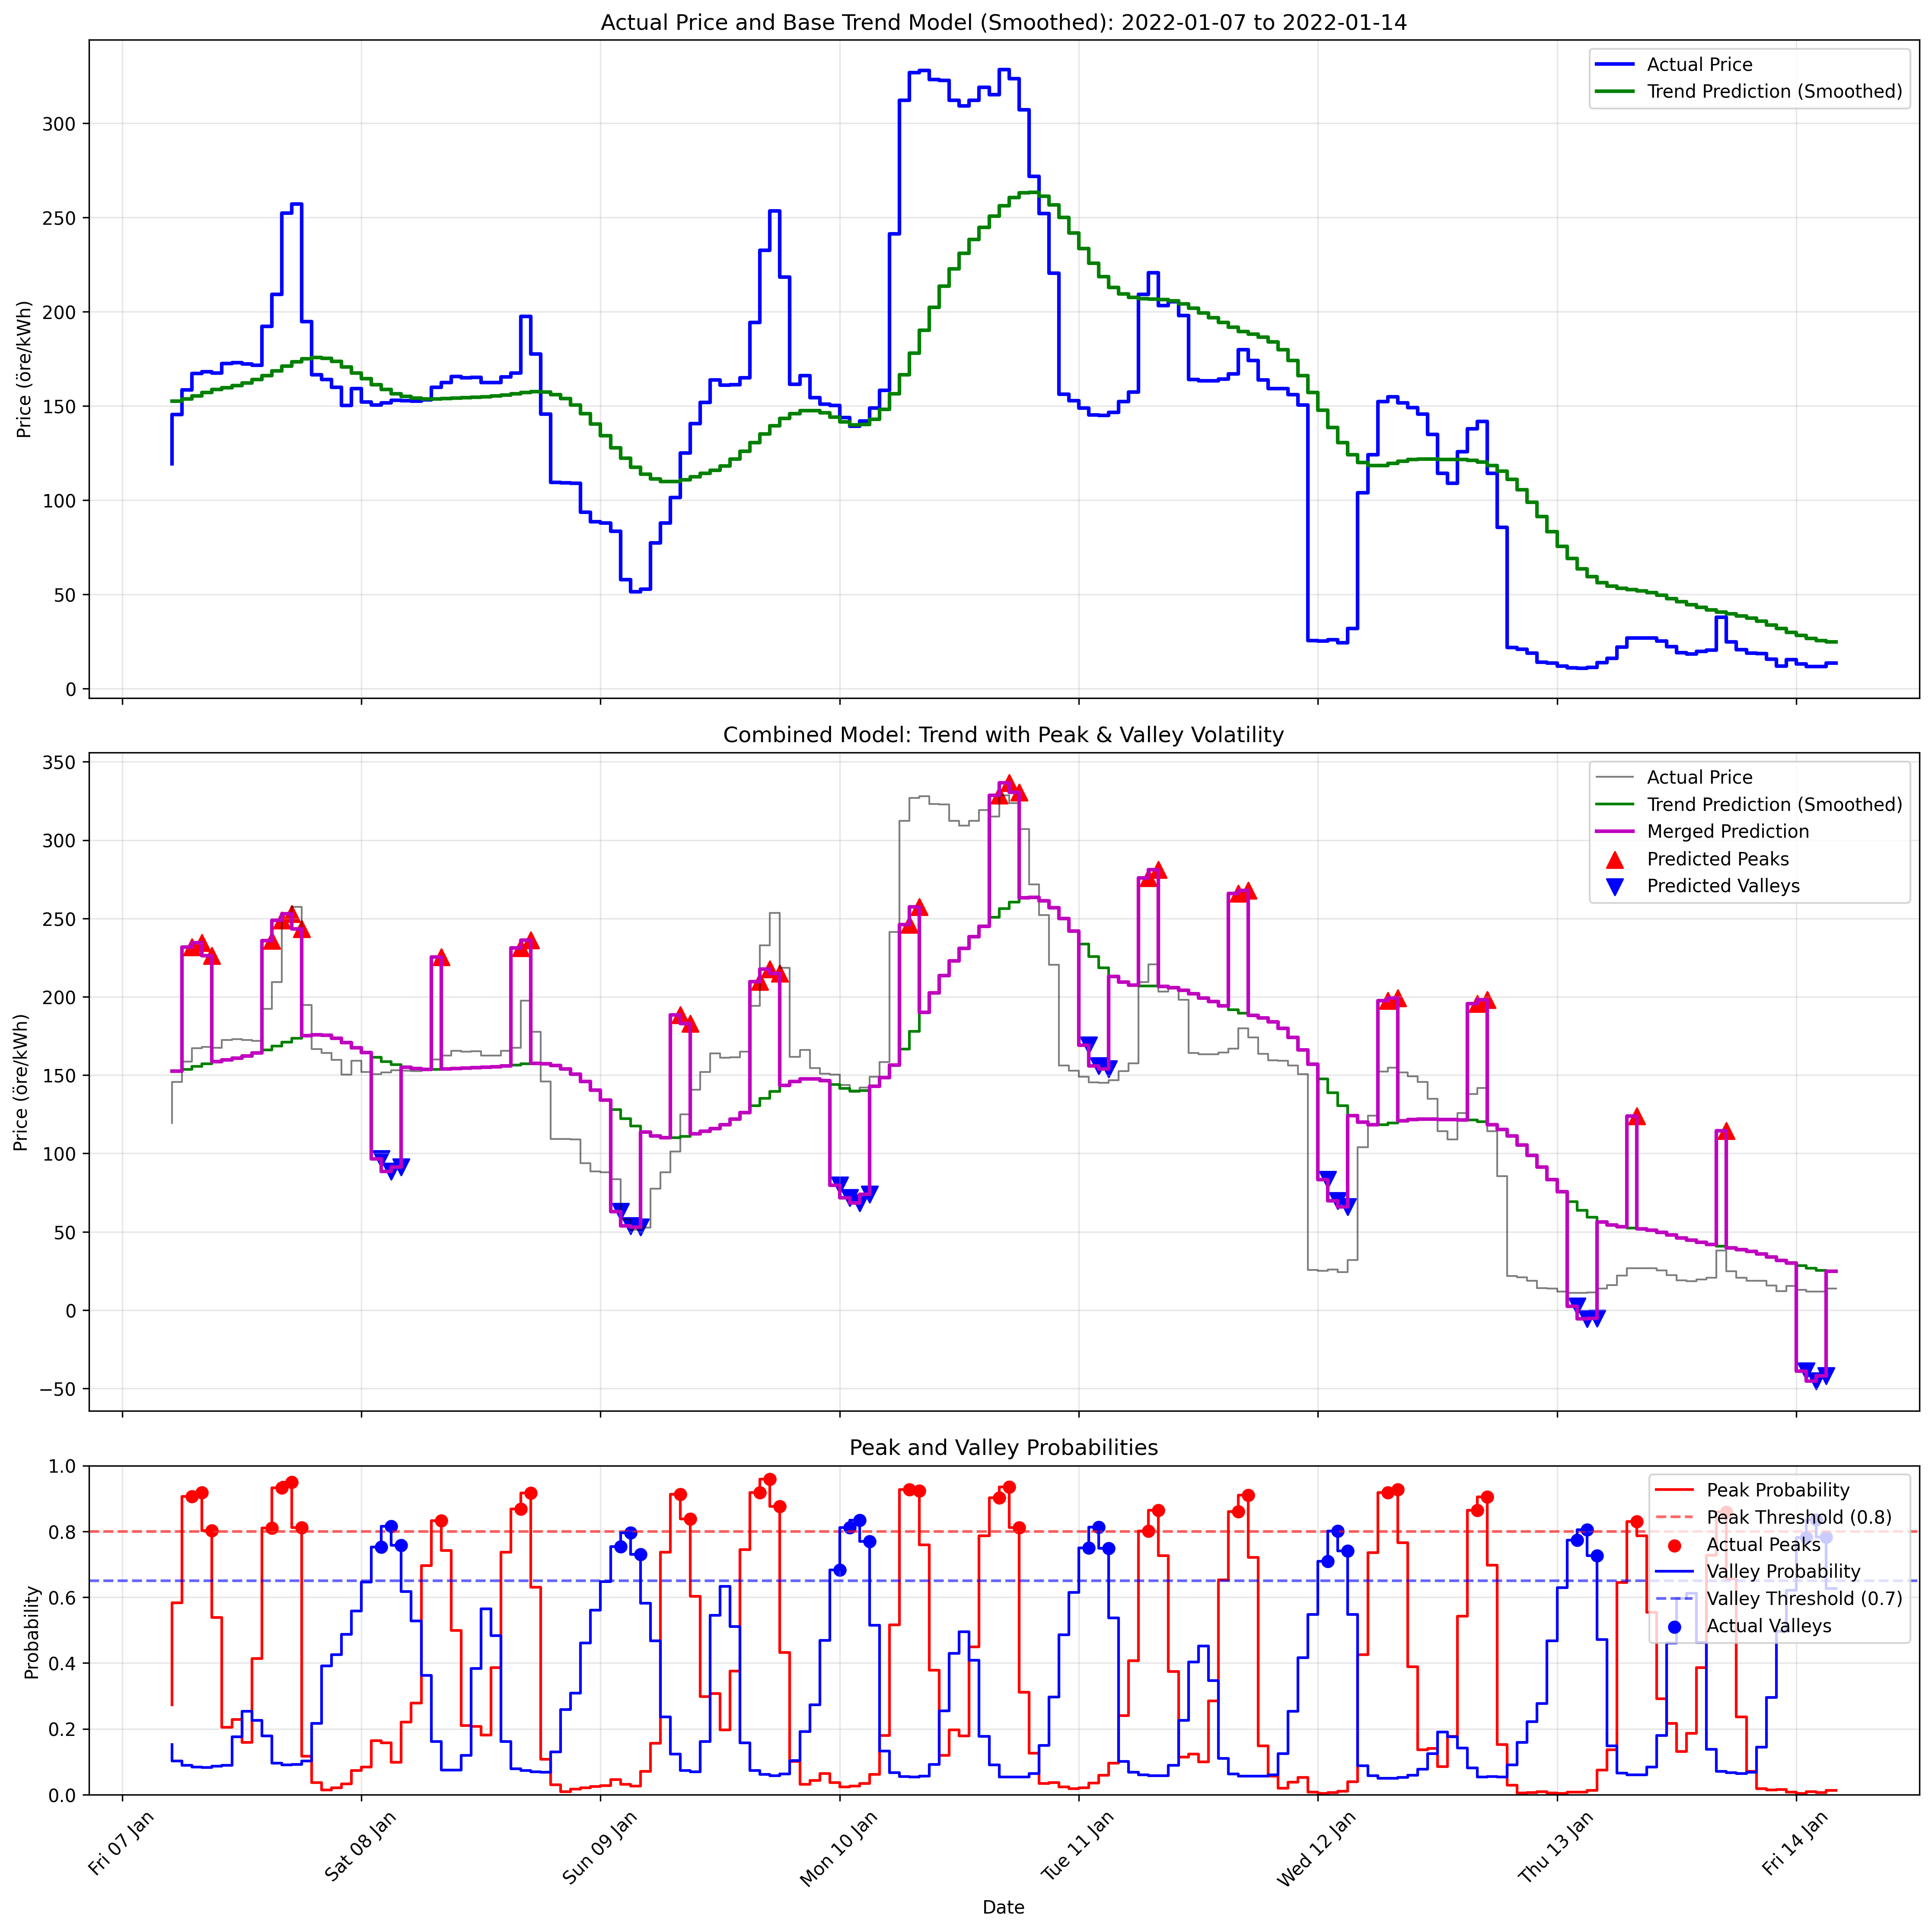 Actual Price and Base Trend Model (Smoothed): 2022-01-07 to 2022-01-14
Price (öre/kWh)
300
250
200
150
100
50
0
Actual Price
Trend Prediction (Smoothed)
Combined Model: Trend with Peak & Valley Volatility
Price (öre/kWh)
350
300
250
200
150
100
50
0
−50
Actual Price
Trend Prediction (Smoothed)
Merged Prediction
Predicted Peaks
Predicted Valleys
Peak and Valley Probabilities
Probability
1.0
0.8
0.6
0.4
0.2
0.0
Peak Probability
Peak Threshold (0.8)
Actual Peaks
Valley Probability
Valley Threshold (0.7)
Actual Valleys
Fri 07 Jan
Sat 08 Jan
Sun 09 Jan
Mon 10 Jan
Tue 11 Jan
Wed 12 Jan
Thu 13 Jan
Fri 14 Jan
Date